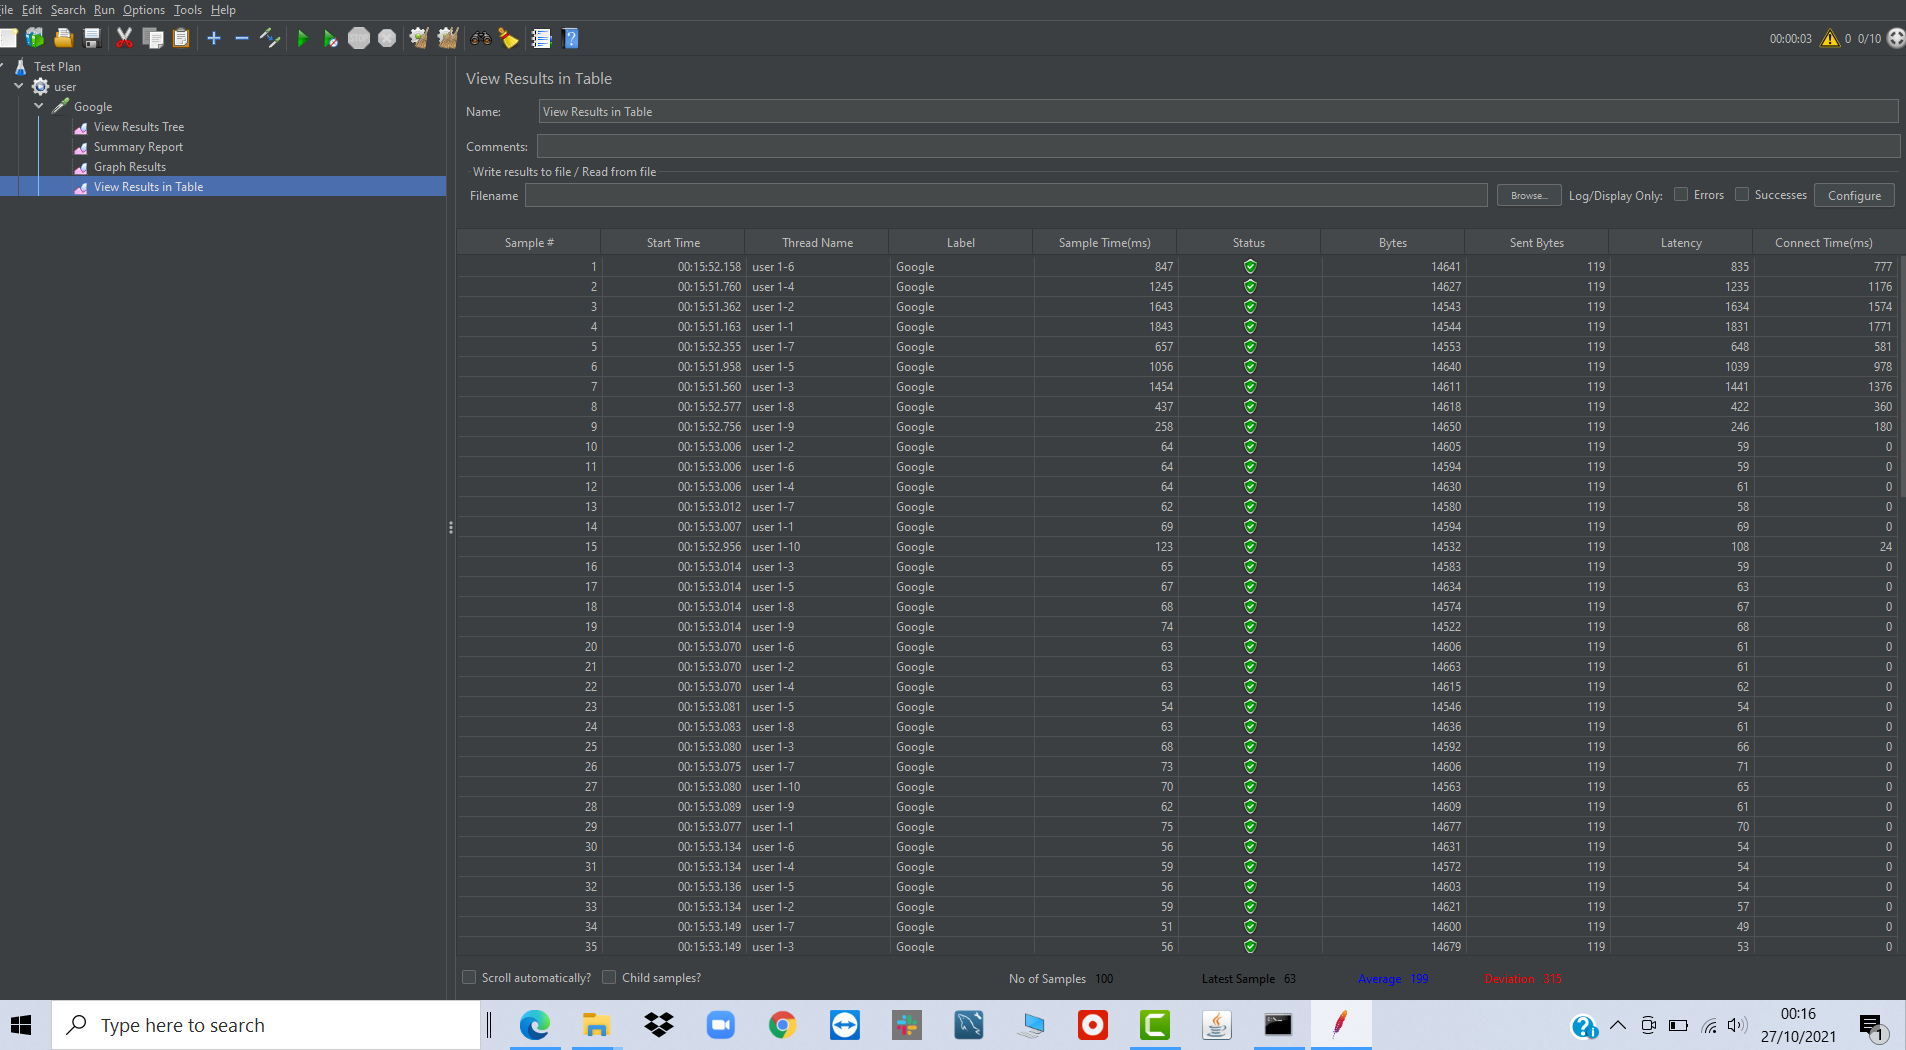 ile Edit Search Run Options Tools Help
STOP
00:00:03 0 0/10
Test Plan
user
Google
View Results Tree
Summary Report
Graph Results
View Results in Table
View Results in Table
Name: View Results in Table
Comments:
Write results to file / Read from file
Filename Browse... Log/Display Only: Errors Successes Configure
Sample # Start Time Thread Name Label Sample Time(ms) Status Bytes Sent Bytes Latency Connect Time(ms)
1 00:15:52.158 user 1-6 Google 847 14641 119 835 777
2 00:15:51.760 user 1-4 Google 1245 14627 119 1235 1176
3 00:15:51.362 user 1-2 Google 1643 14543 119 1634 1574
4 00:15:51.163 user 1-1 Google 1843 14544 119 1831 1771
5 00:15:52.355 user 1-7 Google 657 14553 119 648 581
6 00:15:51.958 user 1-5 Google 1056 14640 119 1039 978
7 00:15:51.560 user 1-3 Google 1454 14611 119 1441 1376
8 00:15:52.577 user 1-8 Google 437 14618 119 422 360
9 00:15:52.756 user 1-9 Google 258 14650 119 246 180
10 00:15:53.006 user 1-2 Google 64 14605 119 59 0
11 00:15:53.006 user 1-6 Google 64 14594 119 59 0
12 00:15:53.006 user 1-4 Google 64 14630 119 61 0
13 00:15:53.012 user 1-7 Google 62 14580 119 58 0
14 00:15:53.007 user 1-1 Google 69 14594 119 69 0
15 00:15:52.956 user 1-10 Google 123 14532 119 108 24
16 00:15:53.014 user 1-3 Google 65 14583 119 59 0
17 00:15:53.014 user 1-5 Google 67 14634 119 63 0
18 00:15:53.014 user 1-8 Google 68 14574 119 67 0
19 00:15:53.014 user 1-9 Google 74 14522 119 68 0
20 00:15:53.070 user 1-6 Google 63 14606 119 61 0
21 00:15:53.070 user 1-2 Google 63 14663 119 61 0
22 00:15:53.070 user 1-4 Google 63 14615 119 62 0
23 00:15:53.081 user 1-5 Google 54 14546 119 54 0
24 00:15:53.083 user 1-8 Google 63 14636 119 61 0
25 00:15:53.080 user 1-3 Google 68 14592 119 66 0
26 00:15:53.075 user 1-7 Google 73 14606 119 71 0
27 00:15:53.080 user 1-10 Google 70 14563 119 65 0
28 00:15:53.089 user 1-9 Google 62 14609 119 61 0
29 00:15:53.077 user 1-1 Google 75 14677 119 70 0
30 00:15:53.134 user 1-6 Google 56 14631 119 54 0
31 00:15:53.134 user 1-4 Google 59 14572 119 54 0
32 00:15:53.136 user 1-5 Google 56 14603 119 54 0
33 00:15:53.134 user 1-2 Google 59 14621 119 57 0
34 00:15:53.149 user 1-7 Google 51 14600 119 49 0
35 00:15:53.149 user 1-3 Google 56 14679 119 53 0
Scroll automatically? Child samples? No of Samples 100 Latest Sample 63 Average 199 Deviation 315
Type here to search
00:16
27/10/2021
1